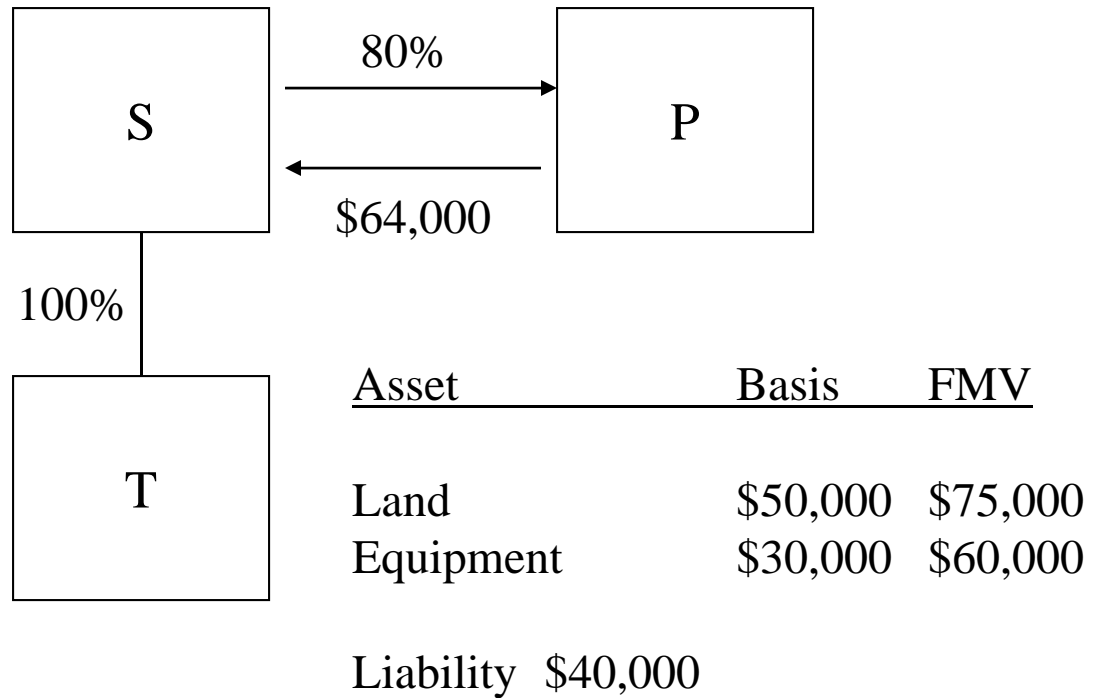 80%
S
P
$64,000
100%
Asset Basis FMV
T
Land $50,000 $75,000
Equipment $30,000 $60,000
Liability $40,000